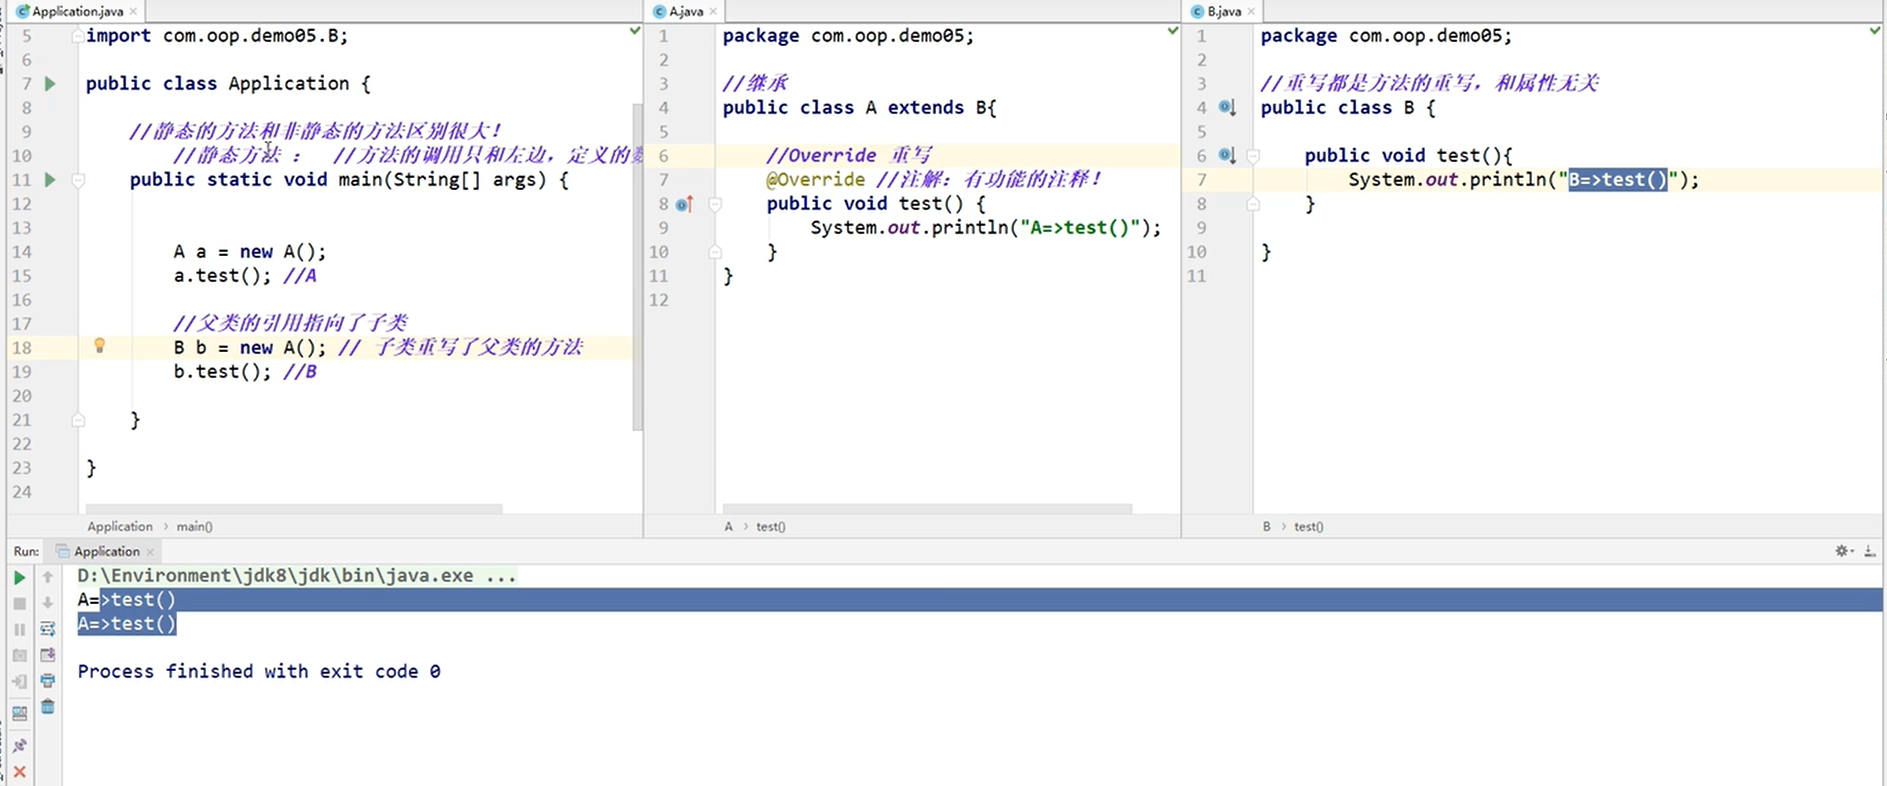 Application.java
A.java
B.java
5 import com.oop.demo05.B;
6
7 public class Application {
8
9 //静态的方法和非静态的方法区别很大!
10 //静态方法 : //方法的调用只和左边，定义的
11 public static void main(String[] args) {
12
13
14 A a = new A();
15 a.test(); //A
16
17 //父类的引用指向了子类
18 B b = new A(); // 子类重写了父类的方法
19 b.test(); //B
20
21 }
22
23 }
24
Application › main()
1 package com.oop.demo05;
2
3 //继承
4 public class A extends B{
5
6 //Override 重写
7 @Override //注解：有功能的注释!
8 public void test() {
9 System.out.println("A=>test()");
10 }
11 }
12
A › test()
1 package com.oop.demo05;
2
3 //重写都是方法的重写，和属性无关
4 public class B {
5
6 public void test(){
7 System.out.println("B=>test()");
8 }
9
10 }
11
B › test()
Run: Application
D:\Environment\jdk8\jdk\bin\java.exe ...
A=>test()
A=>test()
Process finished with exit code 0